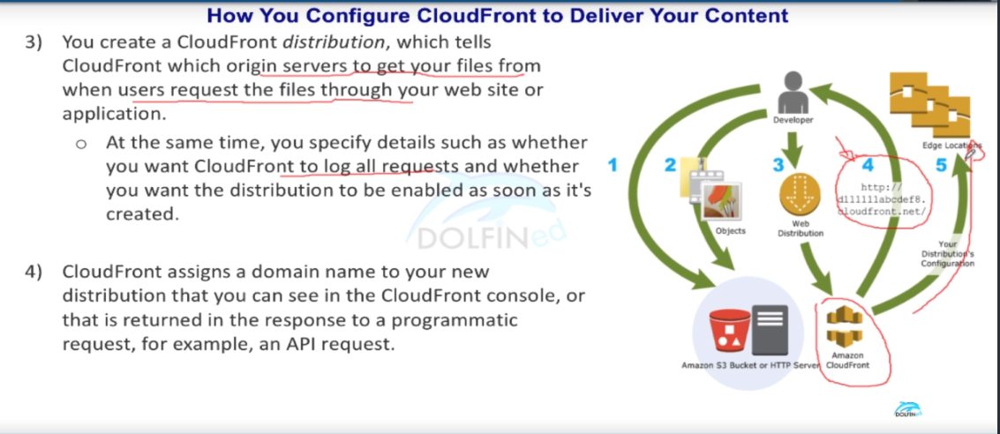 How You Configure CloudFront to Deliver Your Content
3) You create a CloudFront distribution, which tells
CloudFront which origin servers to get your files from
when users request the files through your web site or
application.
o At the same time, you specify details such as whether
you want CloudFront to log all requests and whether
you want the distribution to be enabled as soon as it's
created.
4) CloudFront assigns a domain name to your new
distribution that you can see in the CloudFront console, or
that is returned in the response to a programmatic
request, for example, an API request.
DOLFINed
Developer
Edge Locations
1
2
3
4
5
http://
d111111abcdef8.
cloudfront.net/
Objects
Web
Distribution
Your
Distribution's
Configuration
Amazon S3 Bucket or HTTP Server
Amazon
CloudFront
DOLFINed